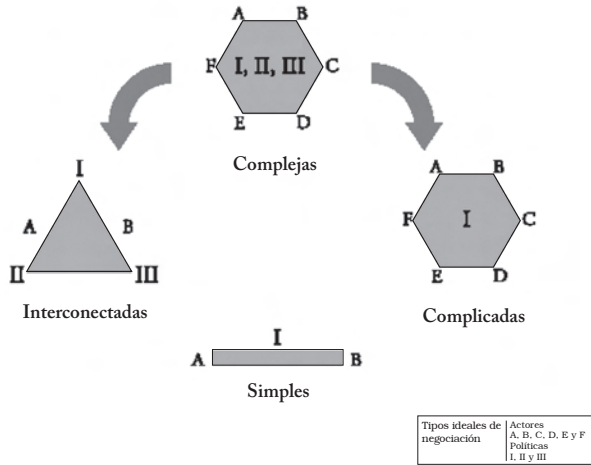 A B
F I, II, III C
E D
Complejas
I
A B
II III
Interconectadas
A B
F I C
E D
Complicadas
I
A B
Simples
Tipos ideales de negociación
Actores
A, B, C, D, E y F
Políticas
I, II y III